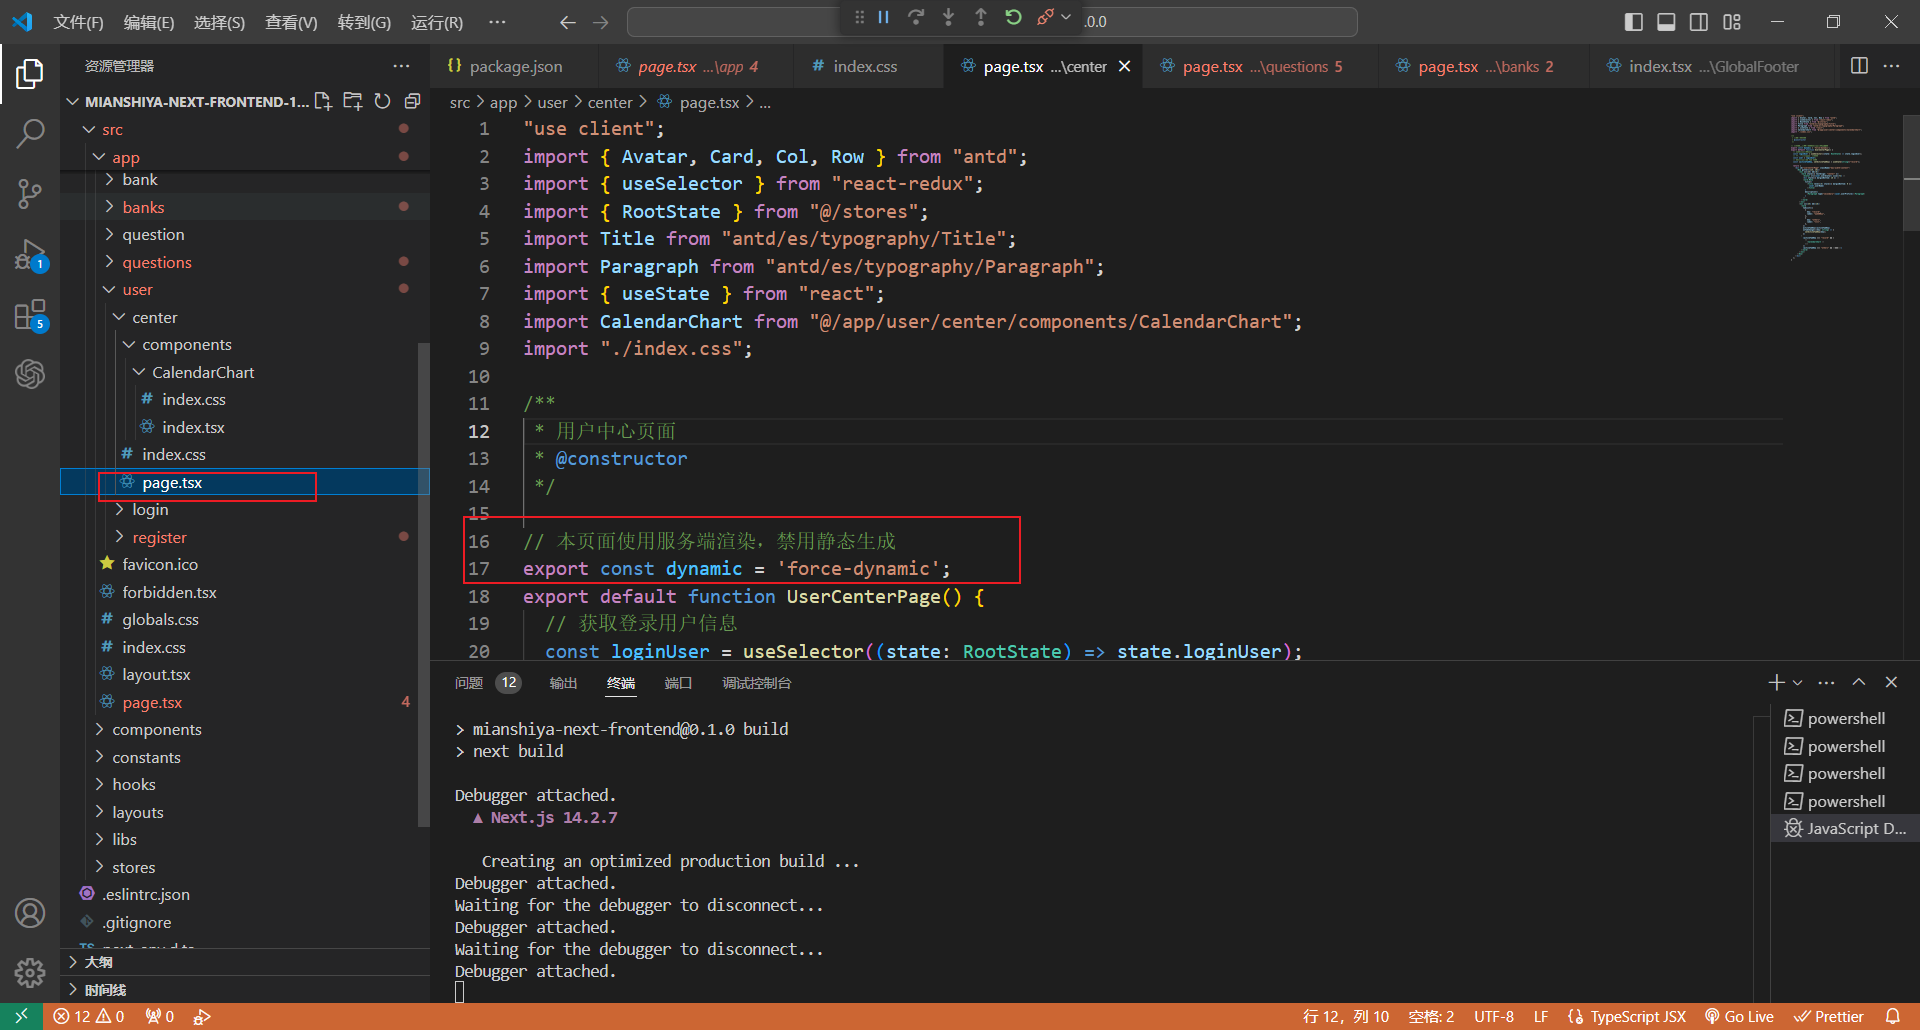 文件(F) 编辑(E) 选择(S) 查看(V) 转到(G) 运行(R) ···
.0.0
资源管理器
MIANSHIYA-NEXT-FRONTEND-1...
src
app
bank
banks
question
questions
user
center
components
CalendarChart
# index.css
index.tsx
# index.css
page.tsx
login
register
favicon.ico
forbidden.tsx
# globals.css
# index.css
layout.tsx
page.tsx 4
components
constants
hooks
layouts
libs
stores
.eslintrc.json
.gitignore
大纲
时间线
1
5
{} package.json
page.tsx ...\app 4
# index.css
page.tsx ...\center
page.tsx ...\questions 5
page.tsx ...\banks 2
index.tsx ...\GlobalFooter
src > app > user > center > page.tsx > ...
1 "use client";
2 import { Avatar, Card, Col, Row } from "antd";
3 import { useSelector } from "react-redux";
4 import { RootState } from "@/stores";
5 import Title from "antd/es/typography/Title";
6 import Paragraph from "antd/es/typography/Paragraph";
7 import { useState } from "react";
8 import CalendarChart from "@/app/user/center/components/CalendarChart";
9 import "./index.css";
10
11 /**
12 * 用户中心页面
13 * @constructor
14 */
15
16 // 本页面使用服务端渲染，禁用静态生成
17 export const dynamic = 'force-dynamic';
18 export default function UserCenterPage() {
19 // 获取登录用户信息
20 const loginUser = useSelector((state: RootState) => state.loginUser);
问题 12 输出 终端 端口 调试控制台
> mianshiya-next-frontend@0.1.0 build
> next build
Debugger attached.
▲ Next.js 14.2.7
Creating an optimized production build ...
Debugger attached.
Waiting for the debugger to disconnect...
Debugger attached.
Waiting for the debugger to disconnect...
Debugger attached.
powershell
powershell
powershell
powershell
JavaScript D...
12 0 0
行 12，列 10 空格: 2 UTF-8 LF {} TypeScript JSX Go Live Prettier